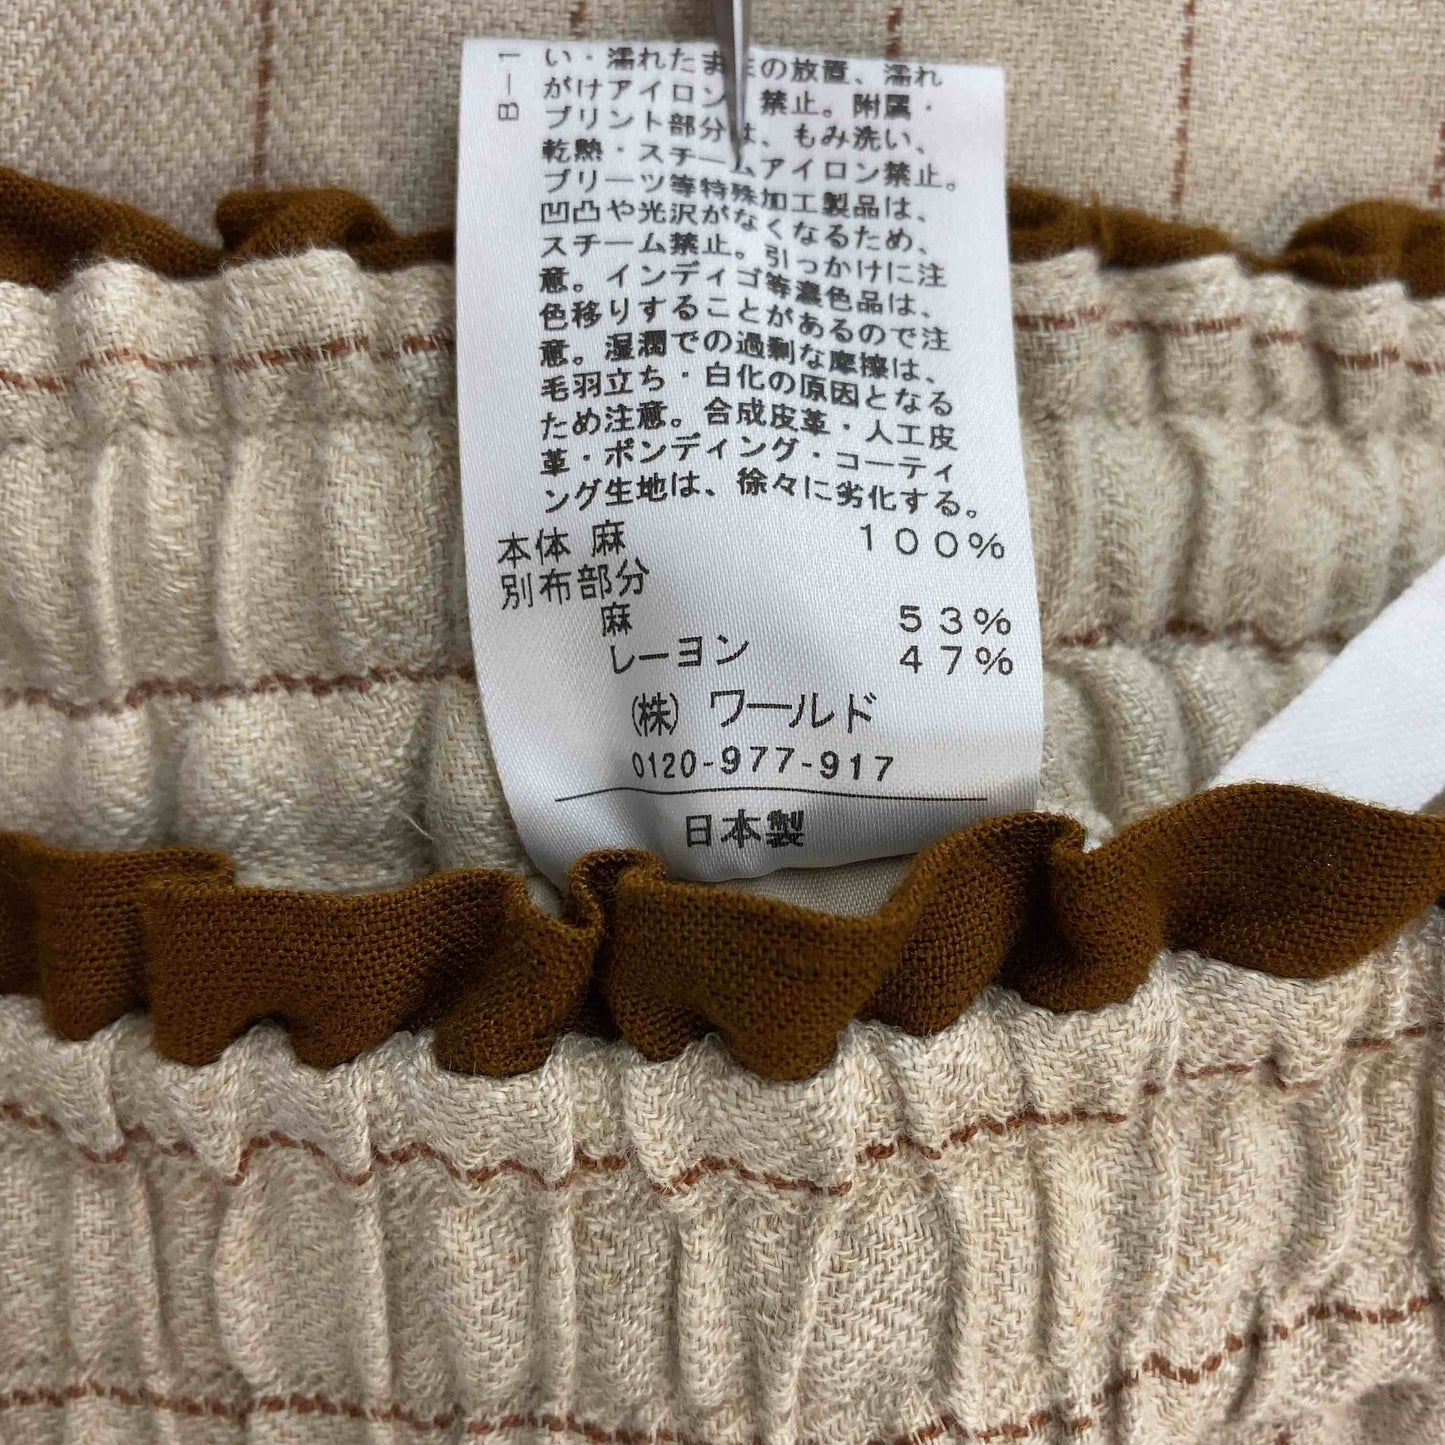 B－1
い・濡れたままの放置、濡れ
がけアイロン禁止。附属・
プリント部分は、もみ洗い、
乾熱・スチームアイロン禁止。
プリーツ等特殊加工製品は、
凹凸や光沢がなくなるため、
スチーム禁止。引っかけに注
意。インディゴ等濃色品は、
色移りすることがあるので注
意。湿潤での過剰な摩擦は、
毛羽立ち・白化の原因となる
ため注意。合成皮革・人工皮
革・ボンディング・コーティ
ング生地は、徐々に劣化する。
本体 麻 100%
別布部分
麻 53%
レーヨン 47%
(株) ワールド
0120-977-917
日本製